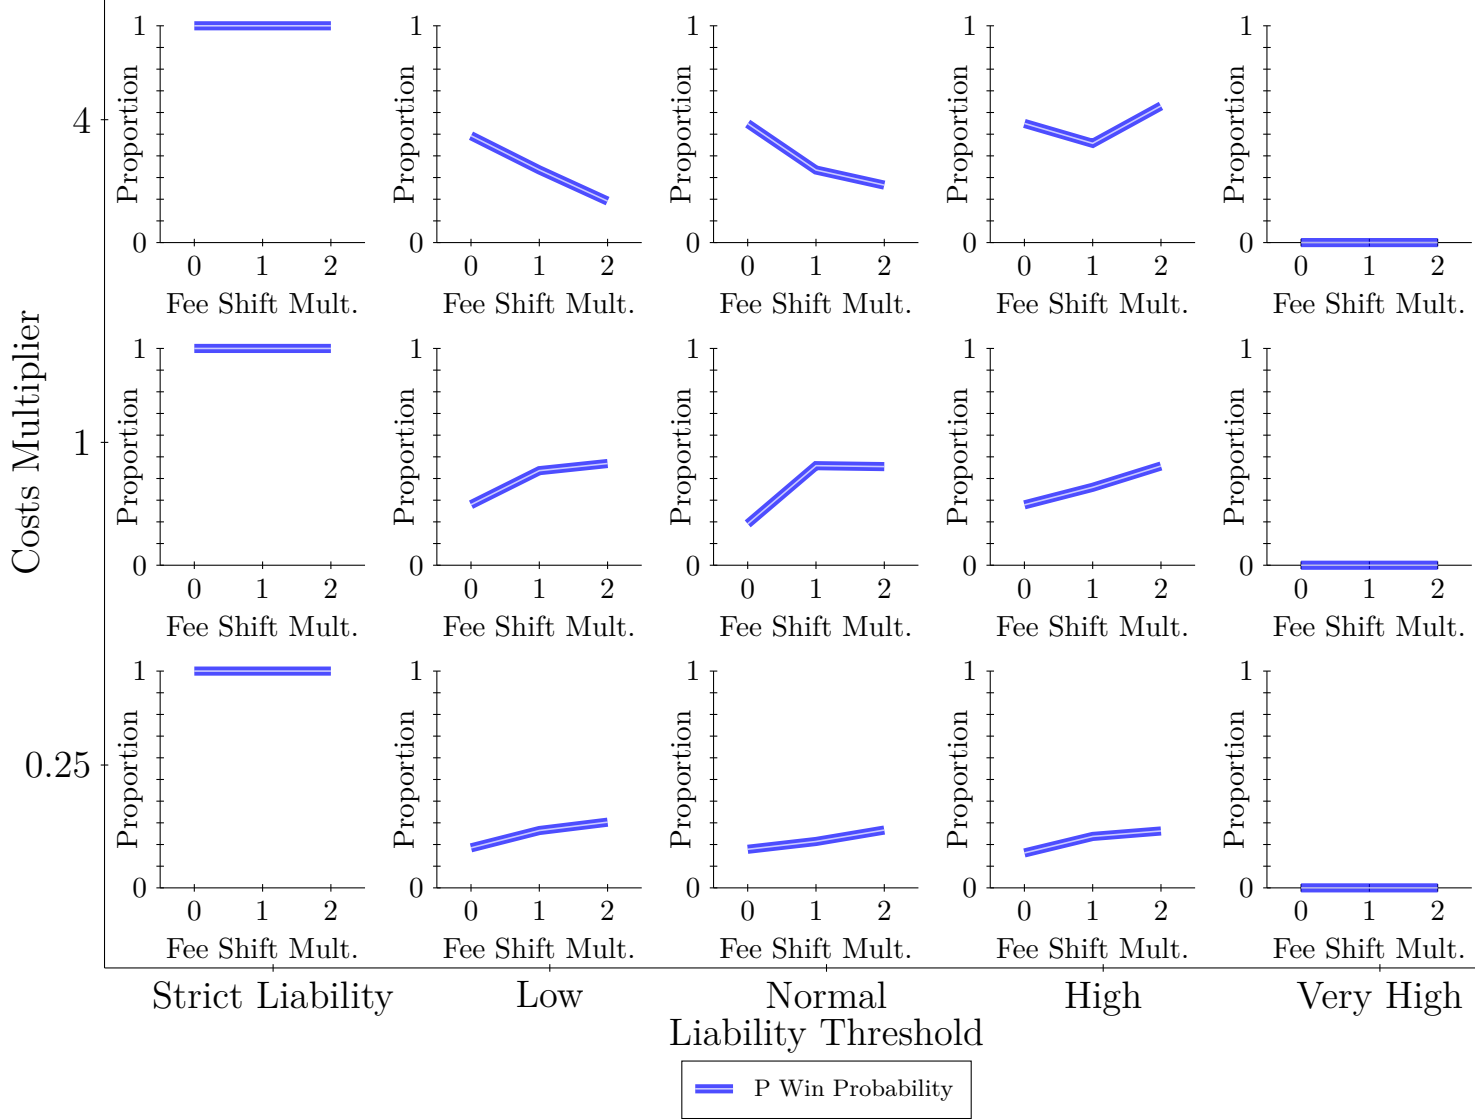 1 1 1 1 1
Proportion Proportion Proportion Proportion Proportion
4
0 0 0 0 0
0 1 2 0 1 2 0 1 2 0 1 2 0 1 2
Fee Shift Mult. Fee Shift Mult. Fee Shift Mult. Fee Shift Mult. Fee Shift Mult.
Costs Multiplier
1 1 1 1 1
Proportion Proportion Proportion Proportion Proportion
1
0 0 0 0 0
0 1 2 0 1 2 0 1 2 0 1 2 0 1 2
Fee Shift Mult. Fee Shift Mult. Fee Shift Mult. Fee Shift Mult. Fee Shift Mult.
1 1 1 1 1
Proportion Proportion Proportion Proportion Proportion
0.25
0 0 0 0 0
0 1 2 0 1 2 0 1 2 0 1 2 0 1 2
Fee Shift Mult. Fee Shift Mult. Fee Shift Mult. Fee Shift Mult. Fee Shift Mult.
Strict Liability Low Normal High Very High
Liability Threshold
P Win Probability